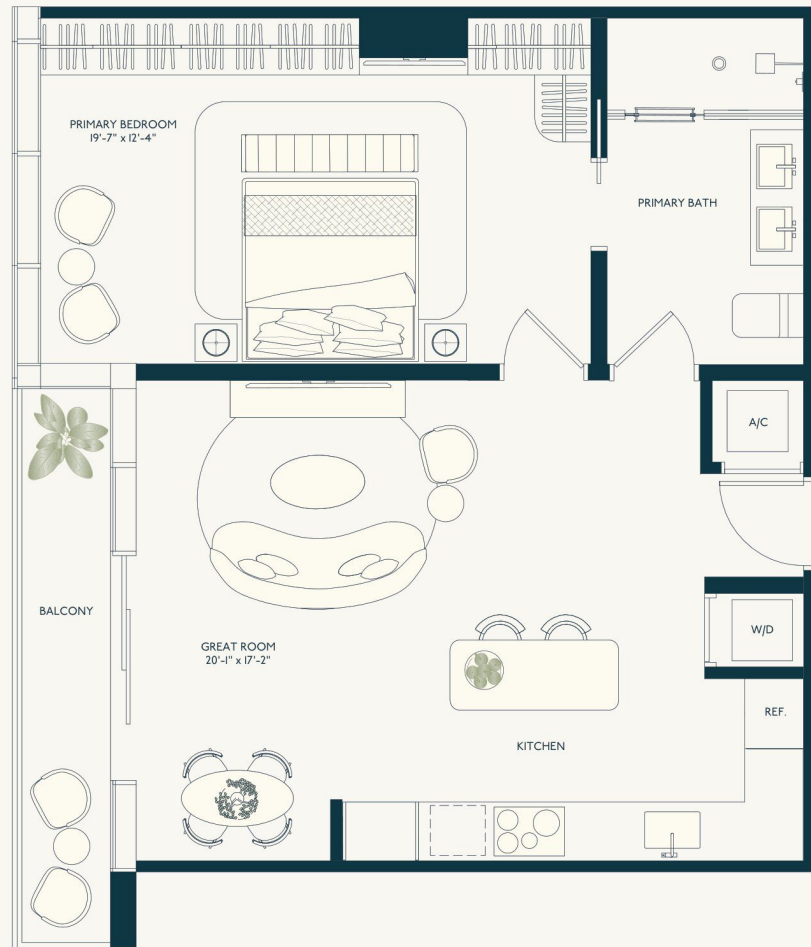 PRIMARY BEDROOM
19'-7" x 12'-4"
PRIMARY BATH
A/C
BALCONY
GREAT ROOM
20'-1" x 17'-2"
W/D
REF.
KITCHEN